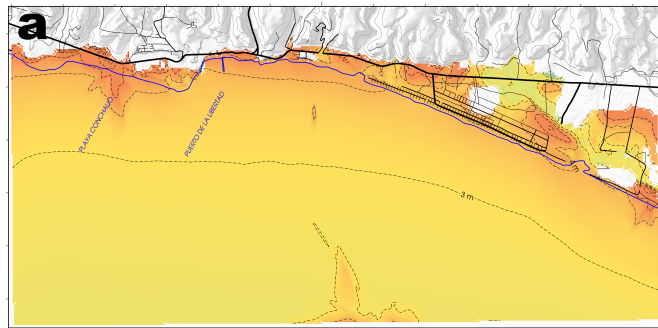 a
PLAYA CONCHALIO
PUERTO DE LA LIBERTAD
3 m